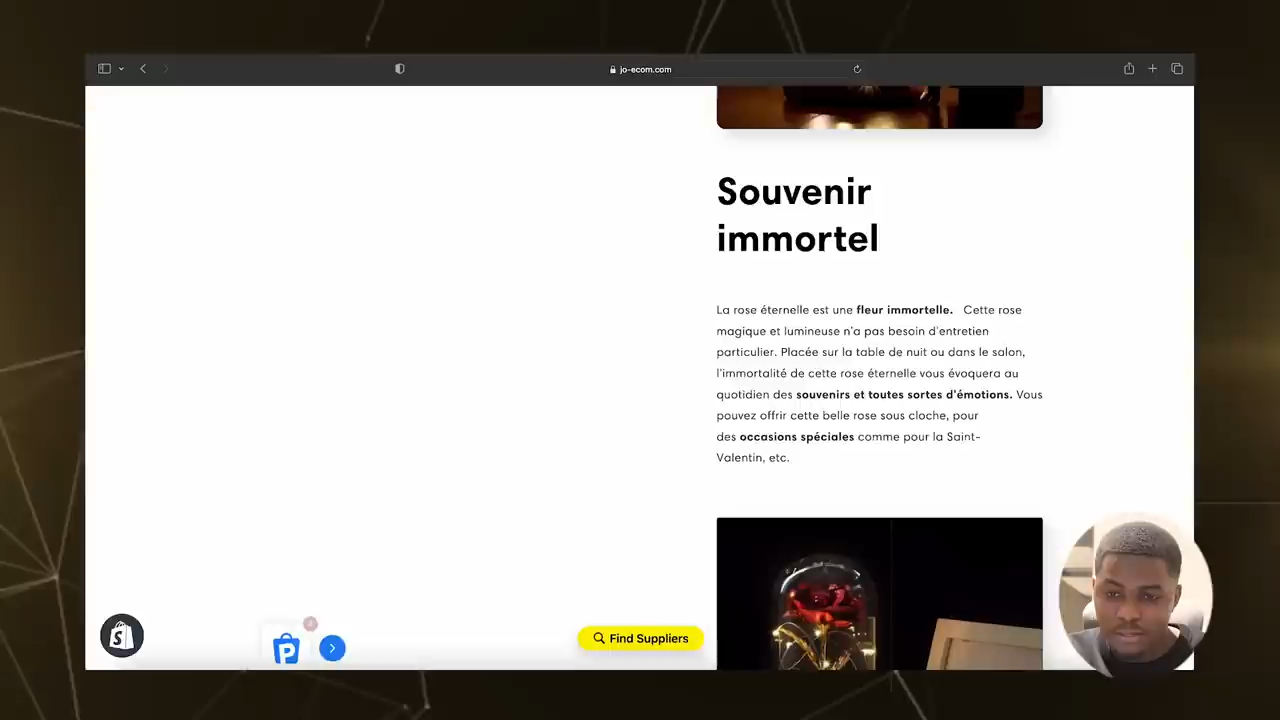 jo-ecom.com
Souvenir
immortel
La rose éternelle est une fleur immortelle.   Cette rose
magique et lumineuse n'a pas besoin d'entretien
particulier. Placée sur la table de nuit ou dans le salon,
l'immortalité de cette rose éternelle vous évoquera au
quotidien des souvenirs et toutes sortes d'émotions. Vous
pouvez offrir cette belle rose sous cloche, pour
des occasions spéciales comme pour la Saint-
Valentin, etc.
Find Suppliers